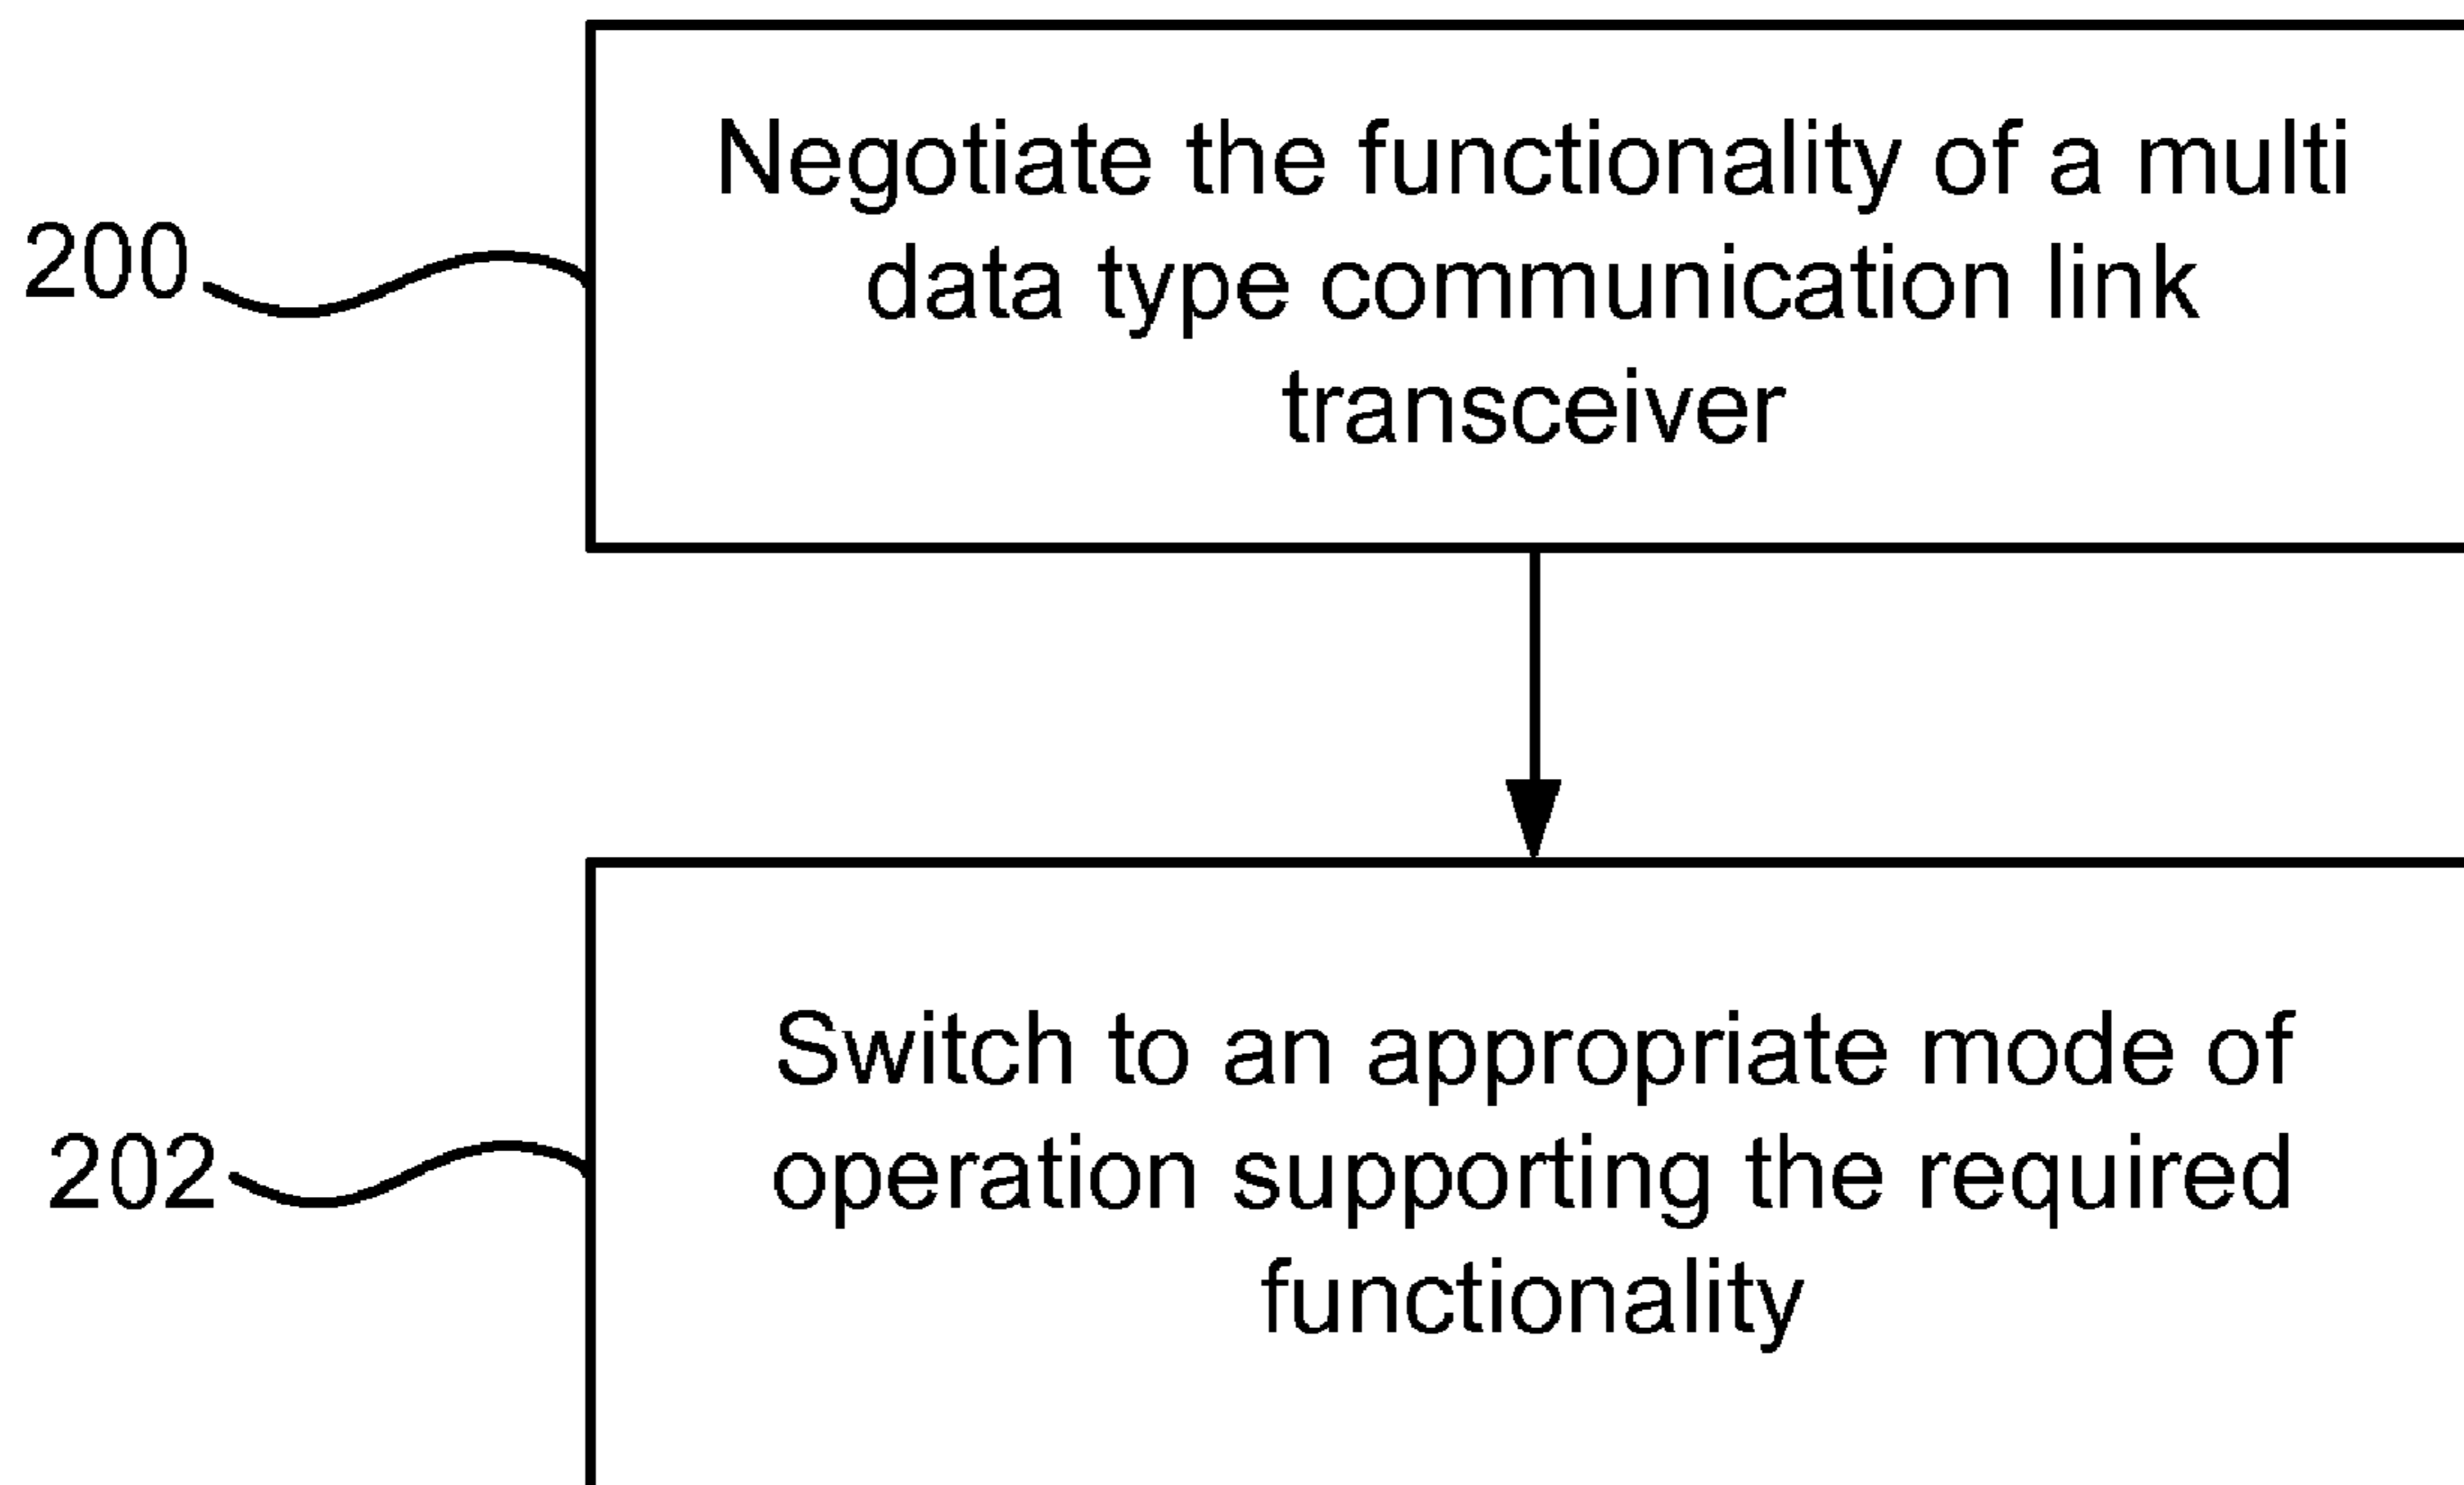 Negotiate the functionality of a multi
data type communication link
transceiver
200
Switch to an appropriate mode of
operation supporting the required
functionality
202